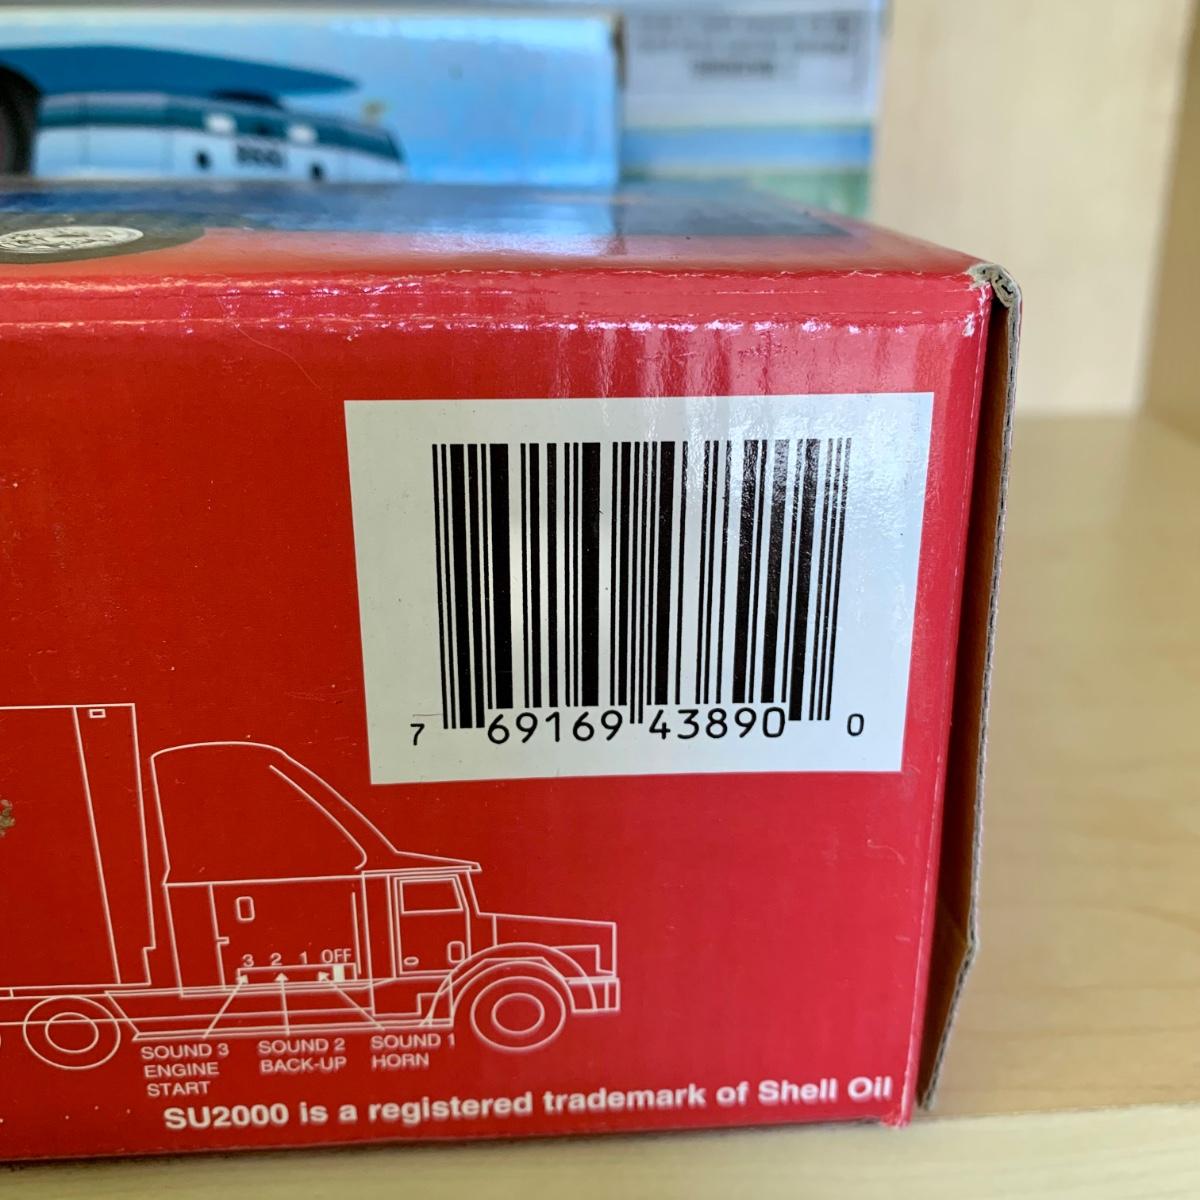 7 69169 43890 0
3 2 1 OFF
SOUND 3 SOUND 2 SOUND 1
ENGINE BACK-UP HORN
START
SU2000 is a registered trademark of Shell Oil